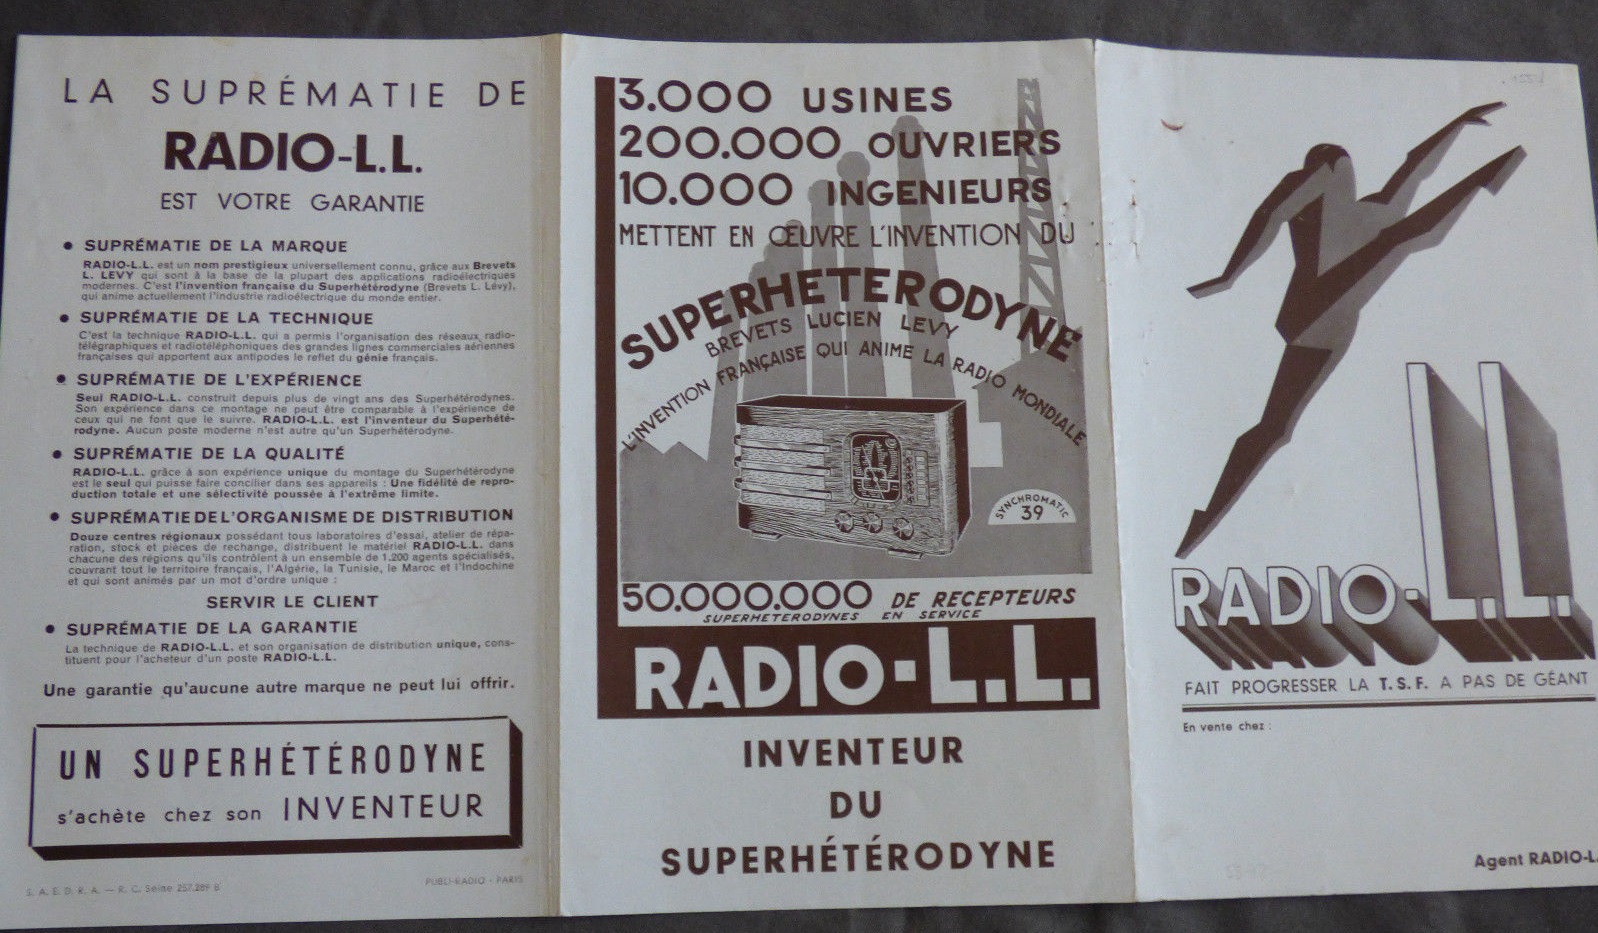 LA SUPRÉMATIE DE
RADIO-L.L.
EST VOTRE GARANTIE
• SUPRÉMATIE DE LA MARQUE
RADIO-L.L. est un nom prestigieux universellement connu, grâce aux Brevets
L. LEVY qui sont à la base de la plupart des applications radioélectriques
modernes. C'est l'invention française du Superhétérodyne (Brevets L. Lévy),
qui anime actuellement l'industrie radioélectrique du monde entier.
• SUPRÉMATIE DE LA TECHNIQUE
C'est la technique RADIO-L.L. qui a permis l'organisation des réseaux radio-
télégraphiques et radiotéléphoniques des grandes lignes commerciales aériennes
françaises qui apportent aux antipodes le reflet du génie français.
• SUPRÉMATIE DE L'EXPÉRIENCE
Seul RADIO-L.L. construit depuis plus de vingt ans des Superhétérodynes.
Son expérience dans ce montage ne peut être comparable à l'expérience de
ceux qui ne font que le suivre. RADIO-L.L. est l'inventeur du Superhété-
rodyne. Aucun poste moderne n'est autre qu'un Superhétérodyne.
• SUPRÉMATIE DE LA QUALITÉ
RADIO-L.L. grâce à son expérience unique du montage du Superhétérodyne
est le seul qui puisse faire concilier dans ses appareils : Une fidélité de repro-
duction totale et une sélectivité poussée à l'extrême limite.
• SUPRÉMATIE DE L'ORGANISME DE DISTRIBUTION
Douze centres régionaux possédant tous laboratoires d'essai, atelier de répa-
ration, stock et pièces de rechange, distribuent le matériel RADIO-L.L. dans
chacune des régions qu'ils contrôlent à un ensemble de 1.200 agents spécialisés,
couvrant tout le territoire français, l'Algérie, la Tunisie, le Maroc et l'Indochine
et qui sont animés par un mot d'ordre unique :
SERVIR LE CLIENT
• SUPRÉMATIE DE LA GARANTIE
La technique de RADIO-L.L. et son organisation de distribution unique, cons-
tituent pour l'acheteur d'un poste RADIO-L.L.
Une garantie qu'aucune autre marque ne peut lui offrir.
UN SUPERHÉTÉRODYNE
s'achète chez son INVENTEUR
S. A. E. D. R. A. — R. C. Seine 257.289 B
PUBLI-RADIO - PARIS
3.000 USINES
200.000 OUVRIERS
10.000 INGENIEURS
METTENT EN ŒUVRE L'INVENTION DU
SUPERHETERODYNE
BREVETS LUCIEN LEVY
L'INVENTION FRANÇAISE QUI ANIME LA RADIO MONDIALE
SYNCHROMATIC
39
50.000.000 DE RECEPTEURS
SUPERHETERODYNES EN SERVICE
RADIO-L.L.
INVENTEUR
DU
SUPERHÉTÉRODYNE
RADIO-L.L.
FAIT PROGRESSER LA T.S.F. A PAS DE GÉANT
En vente chez :
Agent RADIO-L.